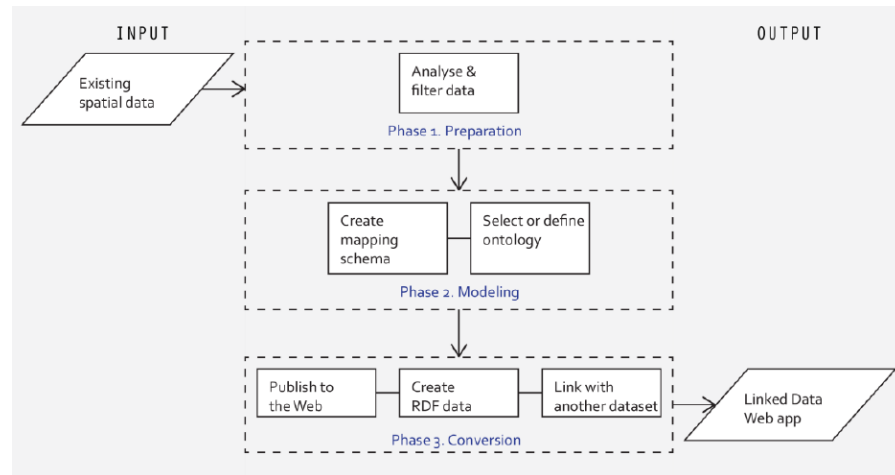 INPUT
OUTPUT
Existing
spatial data
Analyse &
filter data
Phase 1. Preparation
Create
mapping
schema
Select or define
ontology
Phase 2. Modeling
Publish to
the Web
Create
RDF data
Link with
another dataset
Phase 3. Conversion
Linked Data
Web app